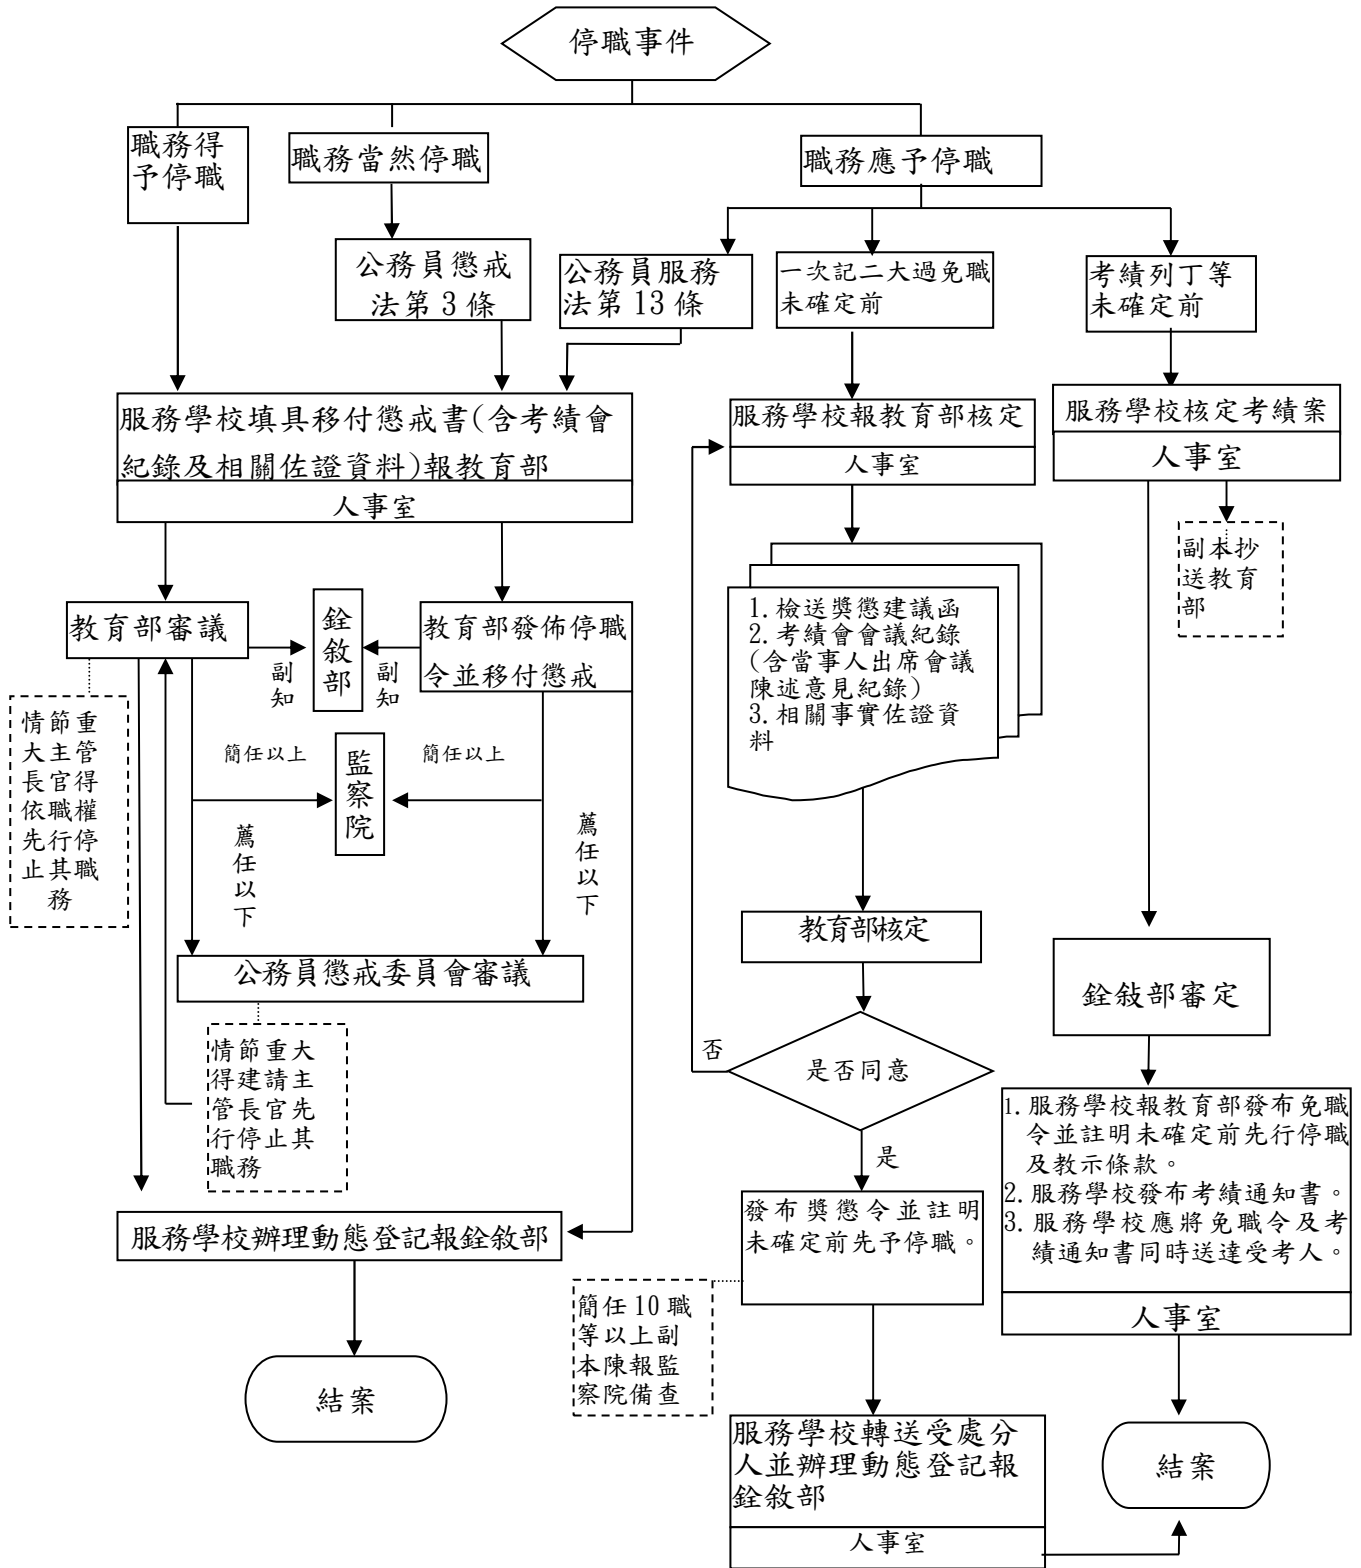 停職事件
職務得
予停職
職務當然停職
職務應予停職
公務員懲戒
法第 3 條
公務員服務
法第 13 條
一次記二大過免職
未確定前
考績列丁等
未確定前
服務學校填具移付懲戒書(含考績會
紀錄及相關佐證資料)報教育部
人事室
服務學校報教育部核定
人事室
服務學校核定考績案
人事室
副本抄
送教育
部
教育部審議
副
知
銓
敘
部
副
知
教育部發佈停職
令並移付懲戒
1.檢送獎懲建議函
2.考績會會議紀錄
(含當事人出席會議
陳述意見紀錄)
3.相關事實佐證資
料
情節重
大主管
長官得
依職權
先行停
止其職
務
簡任以上
監
察
院
簡任以上
薦
任
以
下
薦
任
以
下
公務員懲戒委員會審議
教育部核定
銓敍部審定
情節重大
得建請主
管長官先
行停止其
職務
否
是否同意
是
1.服務學校報教育部發布免職
令並註明未確定前先行停職
及教示條款。
2.服務學校發布考績通知書。
3.服務學校應將免職令及考
績通知書同時送達受考人。
人事室
服務學校辦理動態登記報銓敘部
發布獎懲令並註明
未確定前先予停職。
簡任 10 職
等以上副
本陳報監
察院備查
結案
服務學校轉送受處分
人並辦理動態登記報
銓敘部
人事室
結案